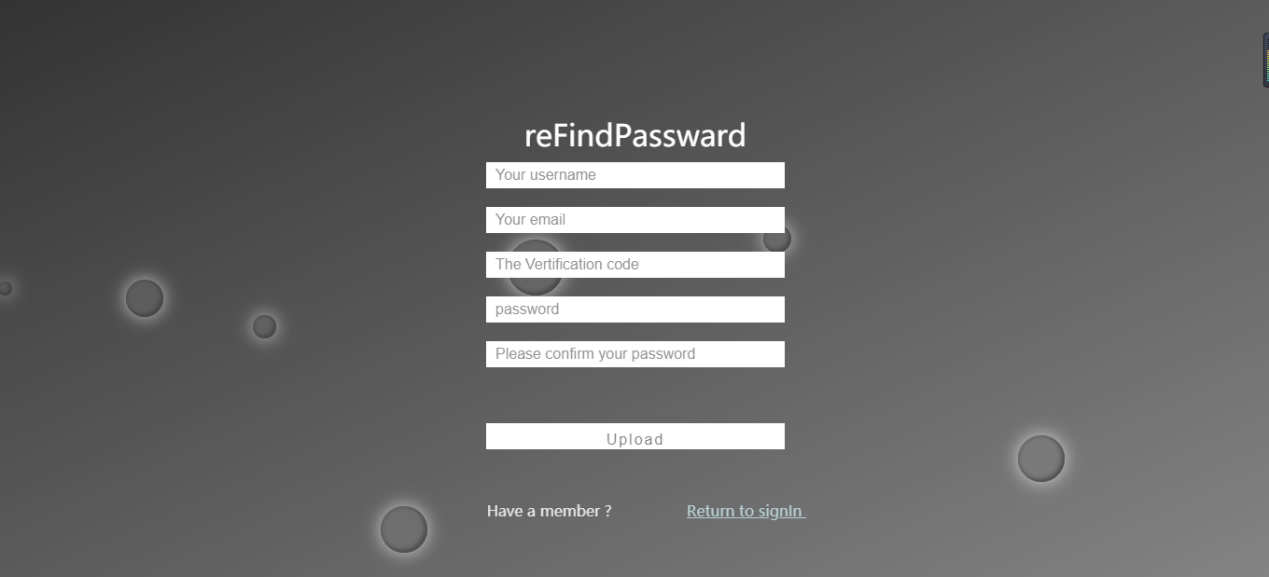 reFindPassward
Your username
Your email
The Vertification code
password
Please confirm your password
Upload
Have a member ? Return to signIn